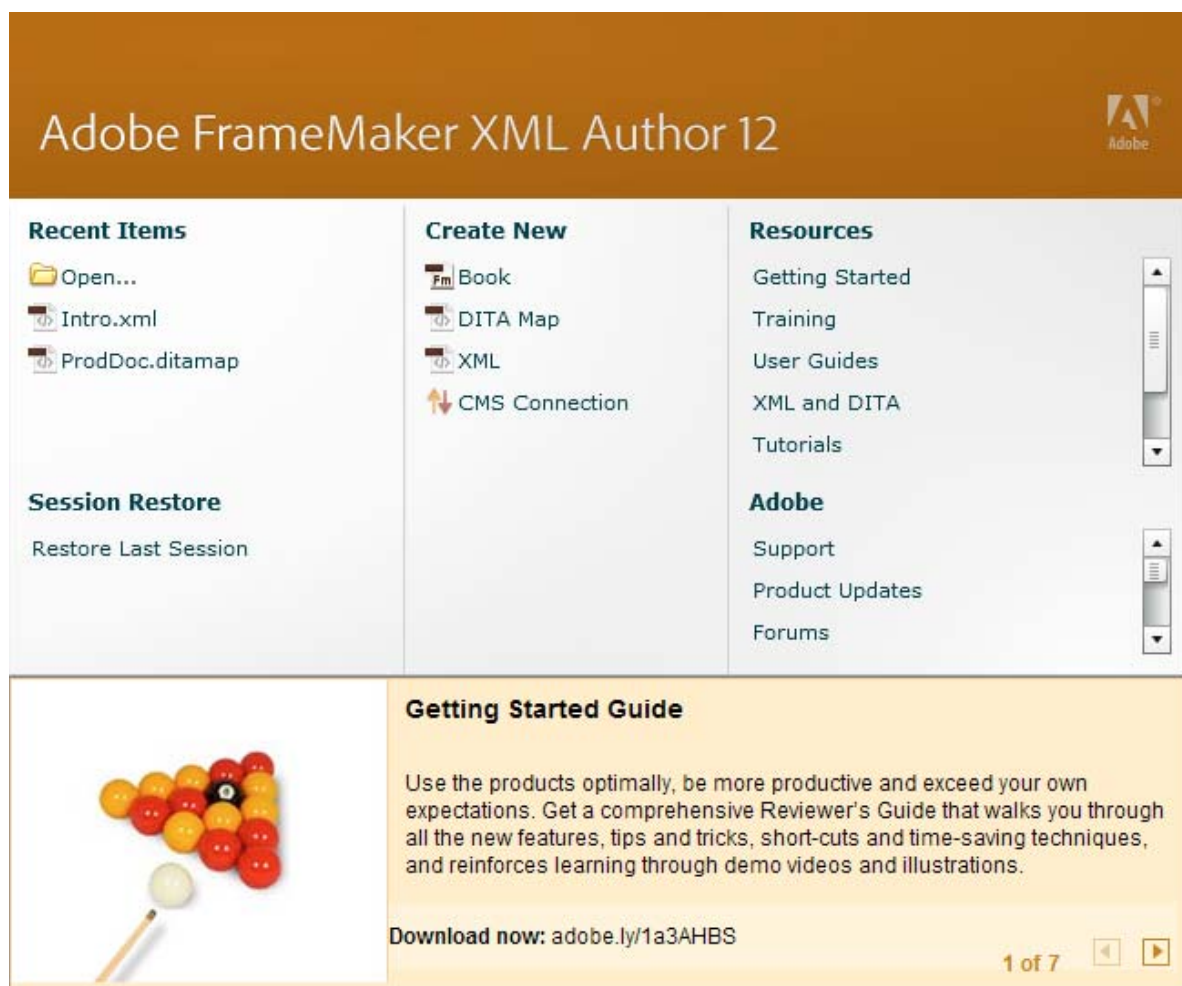 Adobe FrameMaker XML Author 12
Adobe
Recent Items
Open...
Intro.xml
ProdDoc.ditamap
Session Restore
Restore Last Session
Create New
Fm Book
DITA Map
XML
CMS Connection
Resources
Getting Started
Training
User Guides
XML and DITA
Tutorials
Adobe
Support
Product Updates
Forums
Getting Started Guide
Use the products optimally, be more productive and exceed your own
expectations. Get a comprehensive Reviewer's Guide that walks you through
all the new features, tips and tricks, short-cuts and time-saving techniques,
and reinforces learning through demo videos and illustrations.
Download now: adobe.ly/1a3AHBS
1 of 7